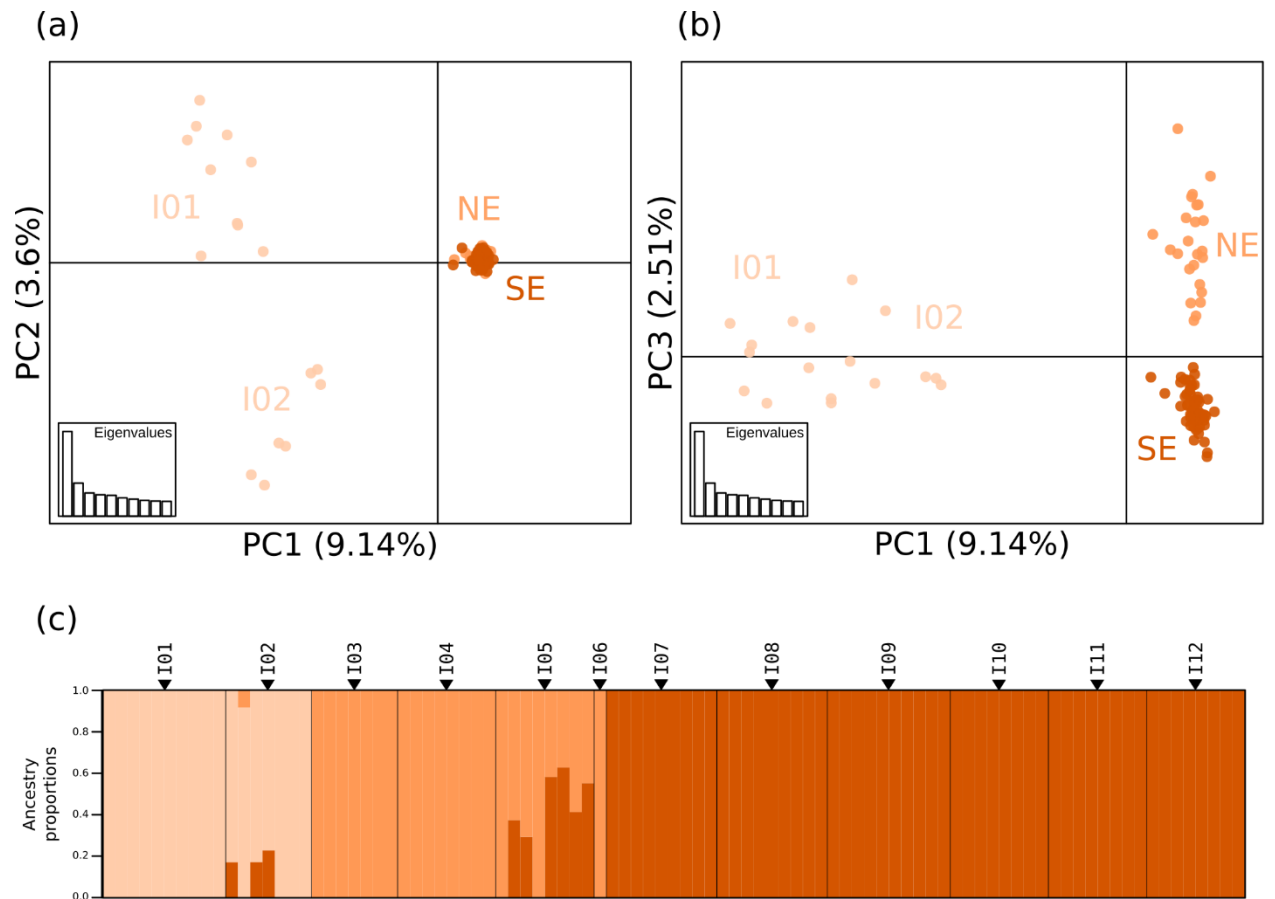 (a)
(b)
I01
NE
SE
I02
Eigenvalues
PC2 (3.6%)
PC1 (9.14%)
I01
I02
NE
SE
Eigenvalues
PC3 (2.51%)
PC1 (9.14%)
(c)
I01
I02
I03
I04
I05
I06
I07
I08
I09
I10
I11
I12
1.0
0.8
0.6
0.4
0.2
0.0
Ancestry
proportions